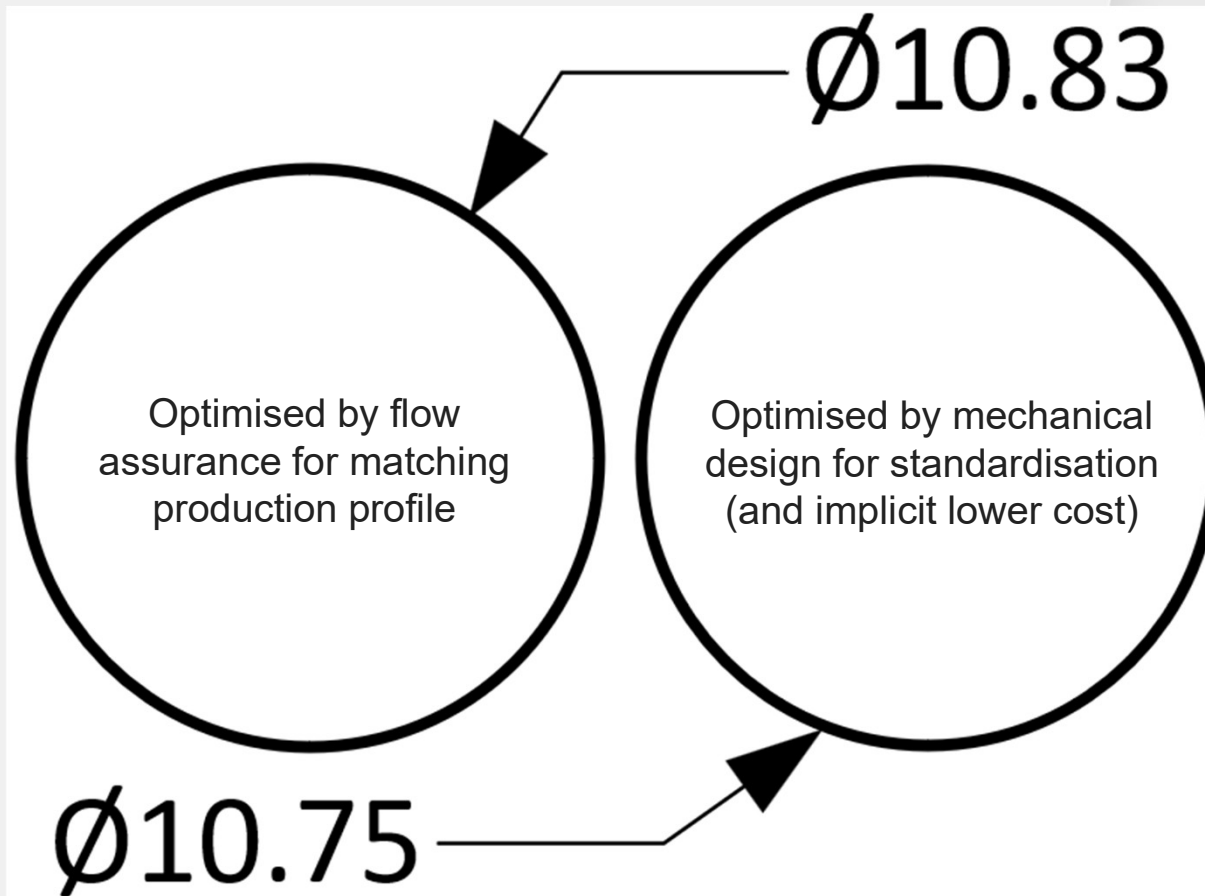 Ø10.83
Optimised by flow
assurance for matching
production profile
Optimised by mechanical
design for standardisation
(and implicit lower cost)
Ø10.75